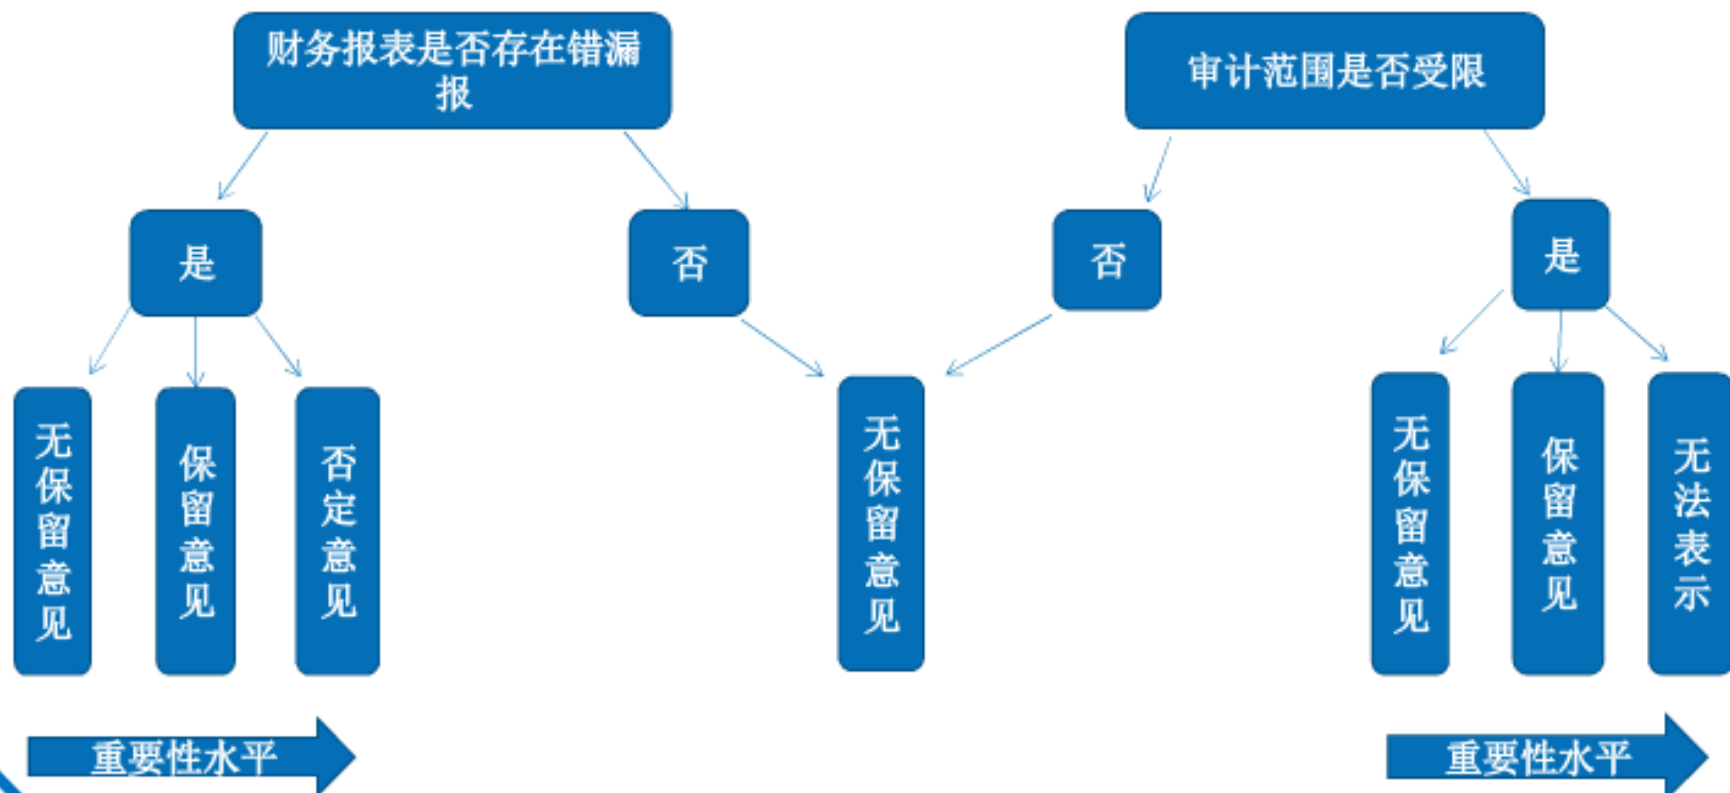 财务报表是否存在错漏
报
审计范围是否受限
是
否
否
是
无保留意见
保留意见
否定意见
无保留意见
无保留意见
保留意见
无法表示
重要性水平
重要性水平